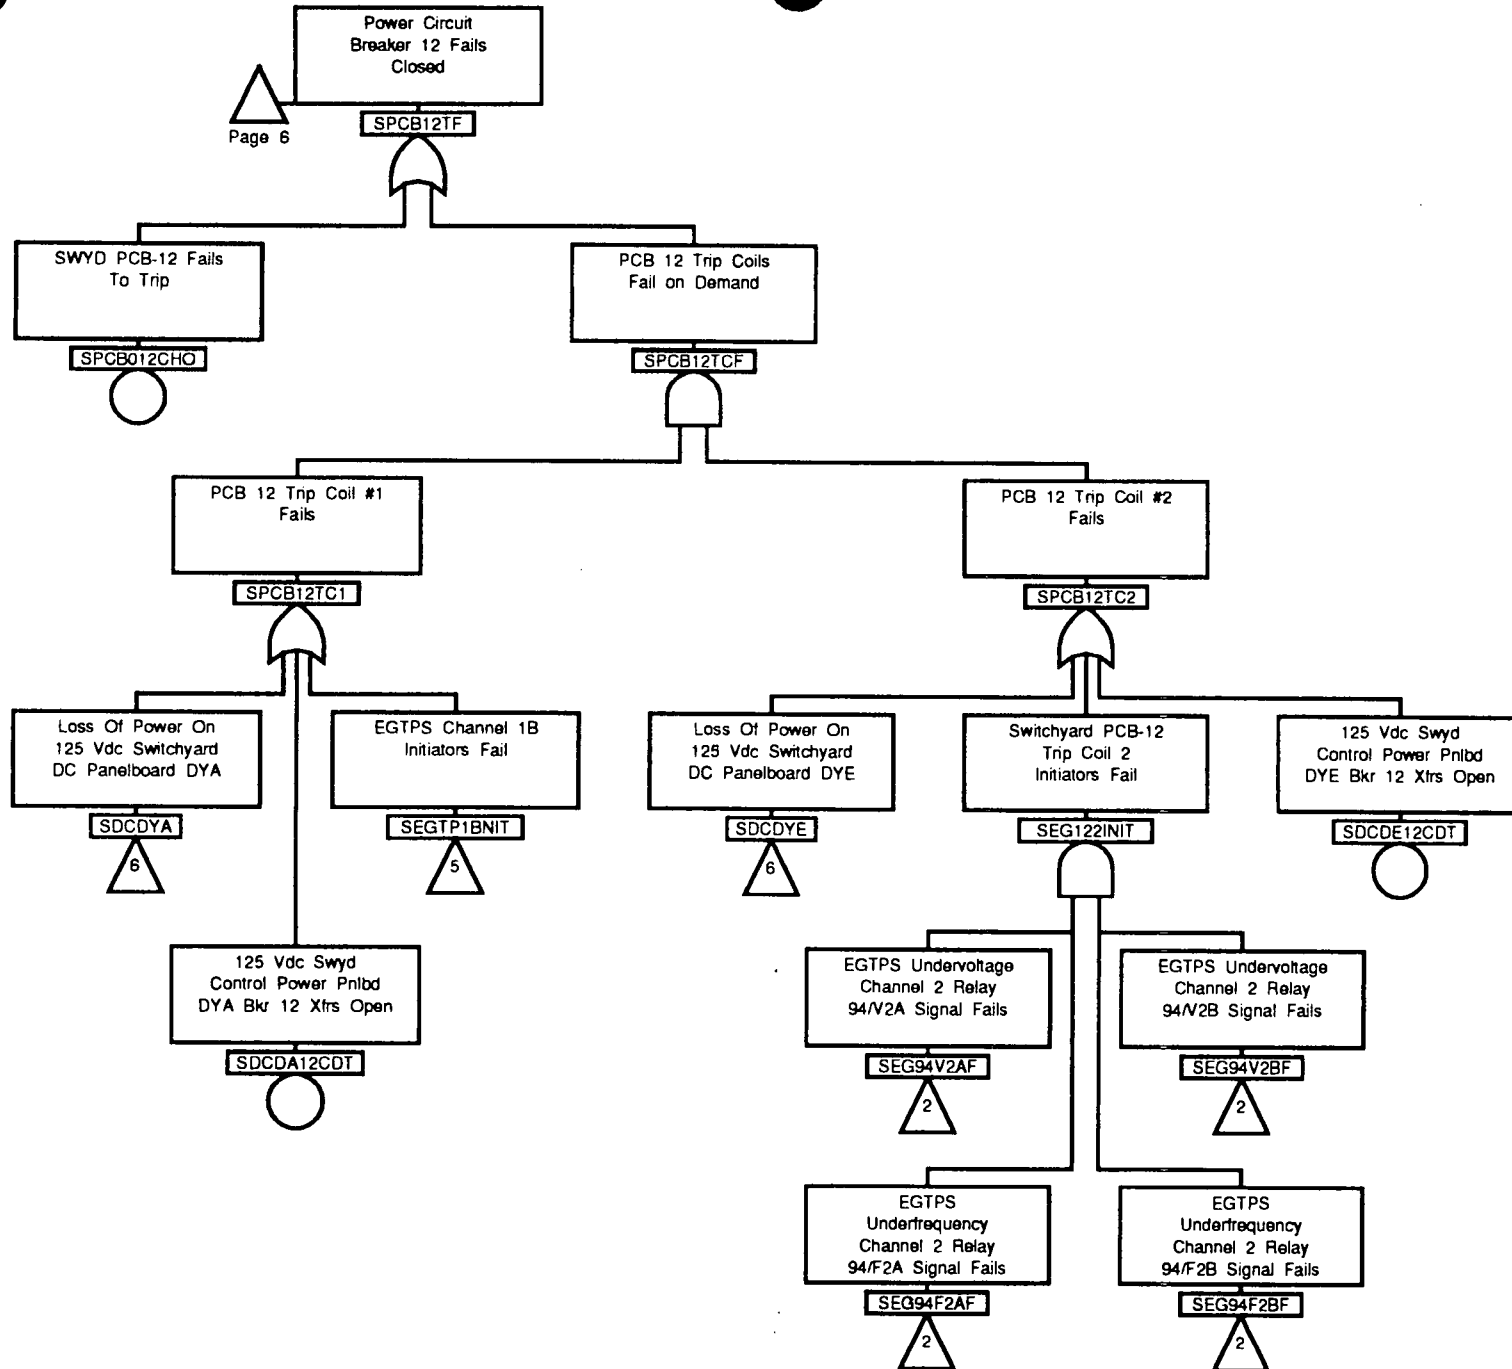 Power Circuit
Breaker 12 Fails
Closed
Page 6
SPCB12TF
SWYD PCB-12 Fails
To Trip
SPCB012CHO
PCB 12 Trip Coils
Fail on Demand
SPCB12TCF
PCB 12 Trip Coil #1
Fails
SPCB12TC1
PCB 12 Trip Coil #2
Fails
SPCB12TC2
Loss Of Power On
125 Vdc Switchyard
DC Panelboard DYA
SDCDYA
6
EGTPS Channel 1B
Initiators Fail
SEGTP1BNIT
5
125 Vdc Swyd
Control Power Pnlbd
DYA Bkr 12 Xfrs Open
SDCDA12CDT
Loss Of Power On
125 Vdc Switchyard
DC Panelboard DYE
SDCDYE
6
Switchyard PCB-12
Trip Coil 2
Initiators Fail
SEG122INIT
125 Vdc Swyd
Control Power Pnlbd
DYE Bkr 12 Xfrs Open
SDCDE12CDT
EGTPS Undervoltage
Channel 2 Relay
94/V2A Signal Fails
SEG94V2AF
2
EGTPS Undervoltage
Channel 2 Relay
94/V2B Signal Fails
SEG94V2BF
2
EGTPS
Underfrequency
Channel 2 Relay
94/F2A Signal Fails
SEG94F2AF
2
EGTPS
Underfrequency
Channel 2 Relay
94/F2B Signal Fails
SEG94F2BF
2